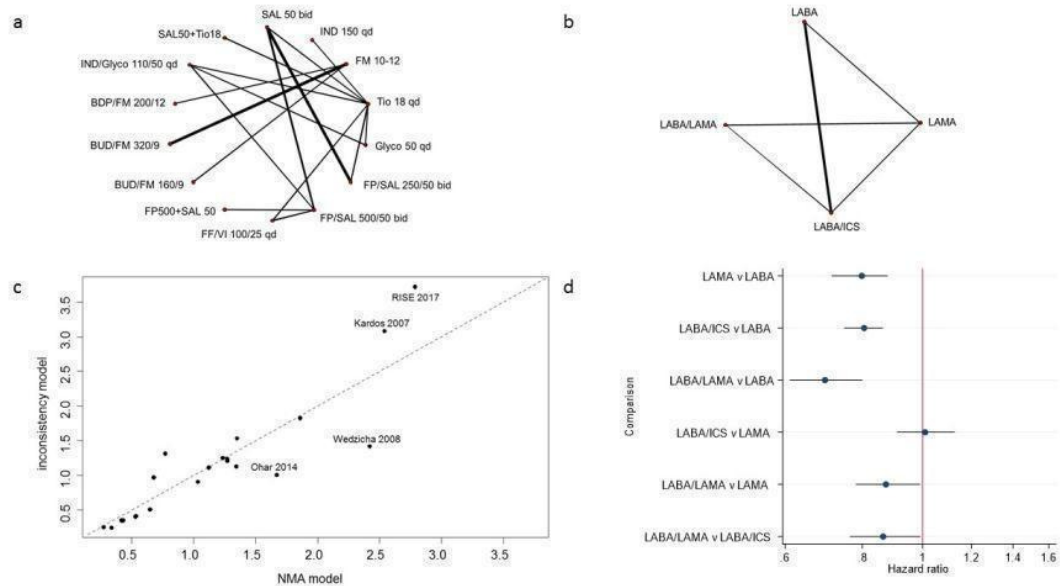 a
SAL 50 bid
SAL50+Tio18
IND 150 qd
IND/Glyco 110/50 qd
FM 10-12
BDP/FM 200/12
Tio 18 qd
BUD/FM 320/9
Glyco 50 qd
BUD/FM 160/9
FP/SAL 250/50 bid
FP500+SAL 50
FP/SAL 500/50 bid
FF/VI 100/25 qd
b
LABA
LABA/LAMA
LAMA
LABA/ICS
c
inconsistency model
3.5
3.0
2.5
2.0
1.5
1.0
0.5
RISE 2017
Kardos 2007
Wedzicha 2008
Ohar 2014
0.5 1.0 1.5 2.0 2.5 3.0 3.5
NMA model
d
Comparison
LAMA v LABA
LABA/ICS v LABA
LABA/LAMA v LABA
LABA/ICS v LAMA
LABA/LAMA v LAMA
LABA/LAMA v LABA/ICS
.6 .8 1 1.2 1.4 1.6
Hazard ratio